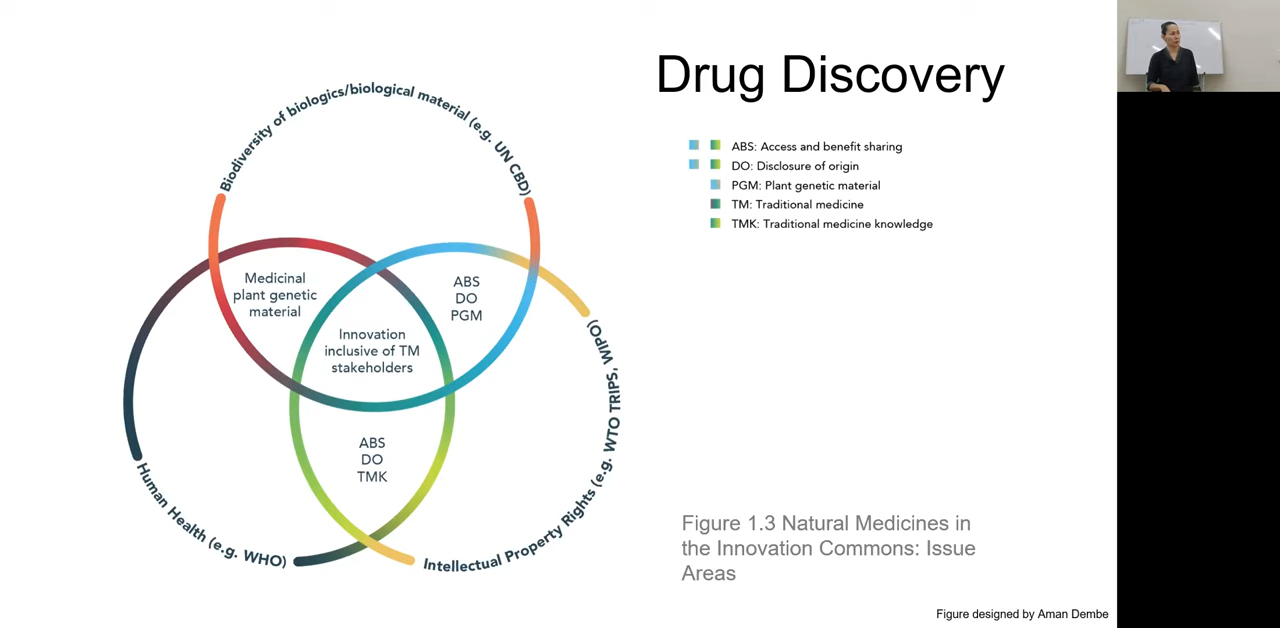 Drug Discovery
ABS: Access and benefit sharing
DO: Disclosure of origin
PGM: Plant genetic material
TM: Traditional medicine
TMK: Traditional medicine knowledge
Biodiversity of biologics/biological material (e.g. UN CBD)
Medicinal
plant genetic
material
ABS
DO
PGM
Innovation
inclusive of TM
stakeholders
ABS
DO
TMK
Human Health (e.g. WHO)
Intellectual Property Rights (e.g. WTO TRIPS, WIPO)
Figure 1.3 Natural Medicines in
the Innovation Commons: Issue
Areas
Figure designed by Aman Dembe